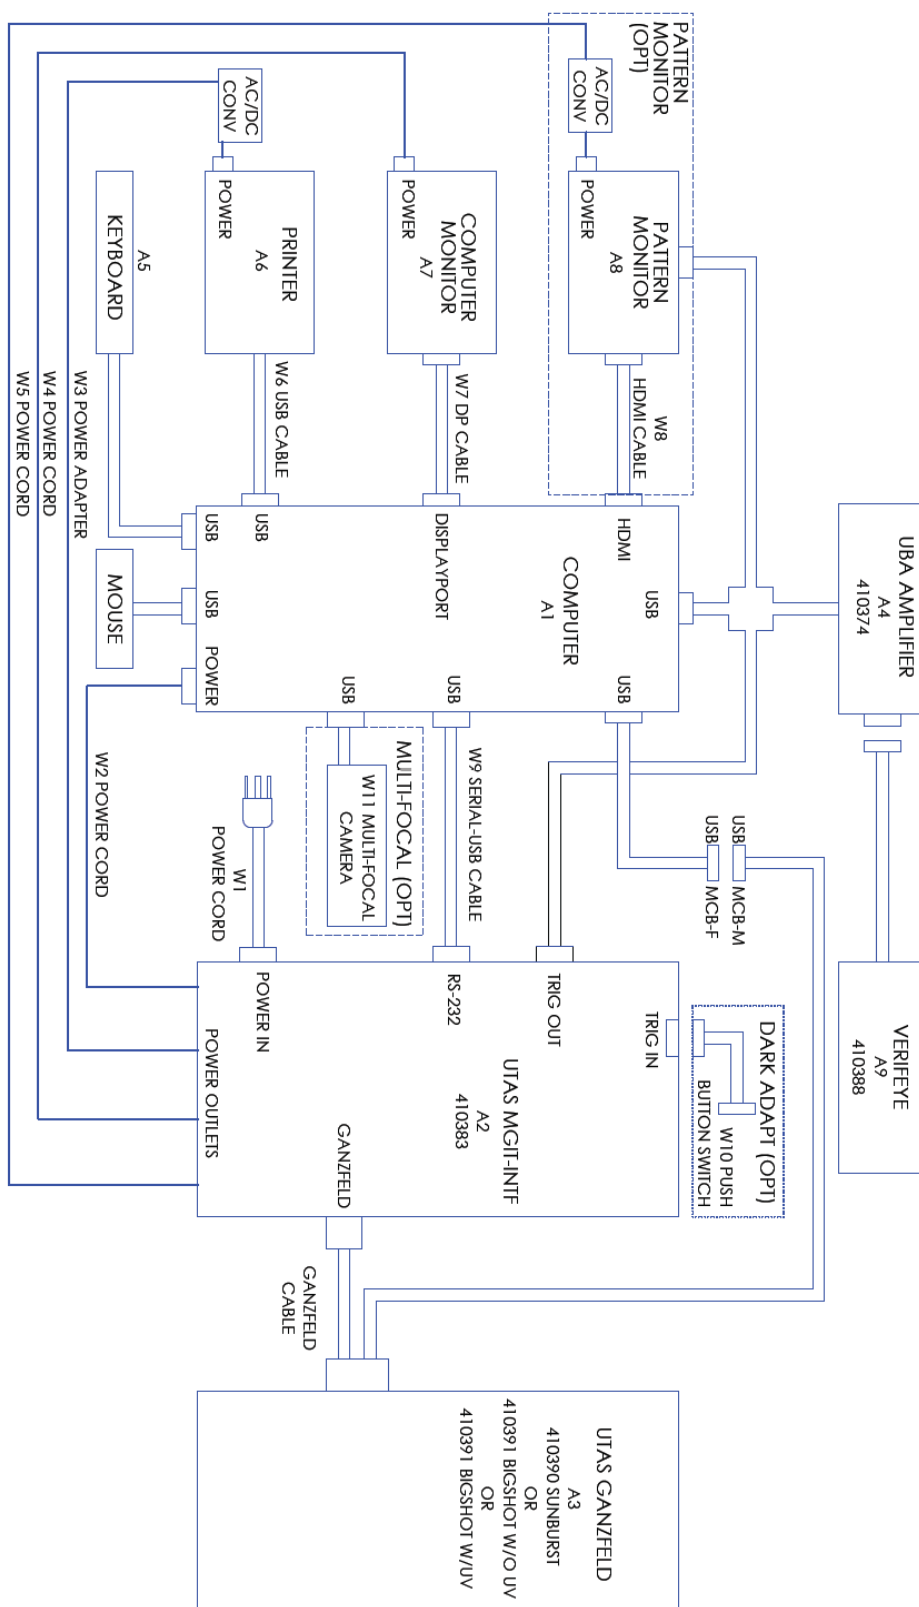 UBA AMPLIFIER
A4
410374
VERIFEYE
A9
410388
PATTERN
MONITOR
(OPT)
AC/DC
CONV
POWER
PATTERN
MONITOR
A8
W8
HDMI CABLE
USB
MCB-M
USB
MCB-F
DARK ADAPT (OPT)
W10 PUSH
BUTTON SWITCH
POWER
COMPUTER
MONITOR
A7
W7 DP CABLE
HDMI
USB
USB
DISPLAYPORT
COMPUTER
A1
USB
USB
USB
USB
USB
POWER
W9 SERIAL-USB CABLE
MULTI-FOCAL (OPT)
W11 MULTI-FOCAL
CAMERA
TRIG IN
TRIG OUT
RS-232
UTAS MGIT-INTF
A2
410383
POWER IN
GANZFELD
POWER OUTLETS
UTAS GANZFELD
A3
410390 SUNBURST
OR
410391 BIGSHOT W/O UV
OR
410391 BIGSHOT W/UV
GANZFELD
CABLE
AC/DC
CONV
POWER
PRINTER
A6
W6 USB CABLE
A5
KEYBOARD
MOUSE
W1
POWER CORD
W2 POWER CORD
W3 POWER ADAPTER
W4 POWER CORD
W5 POWER CORD